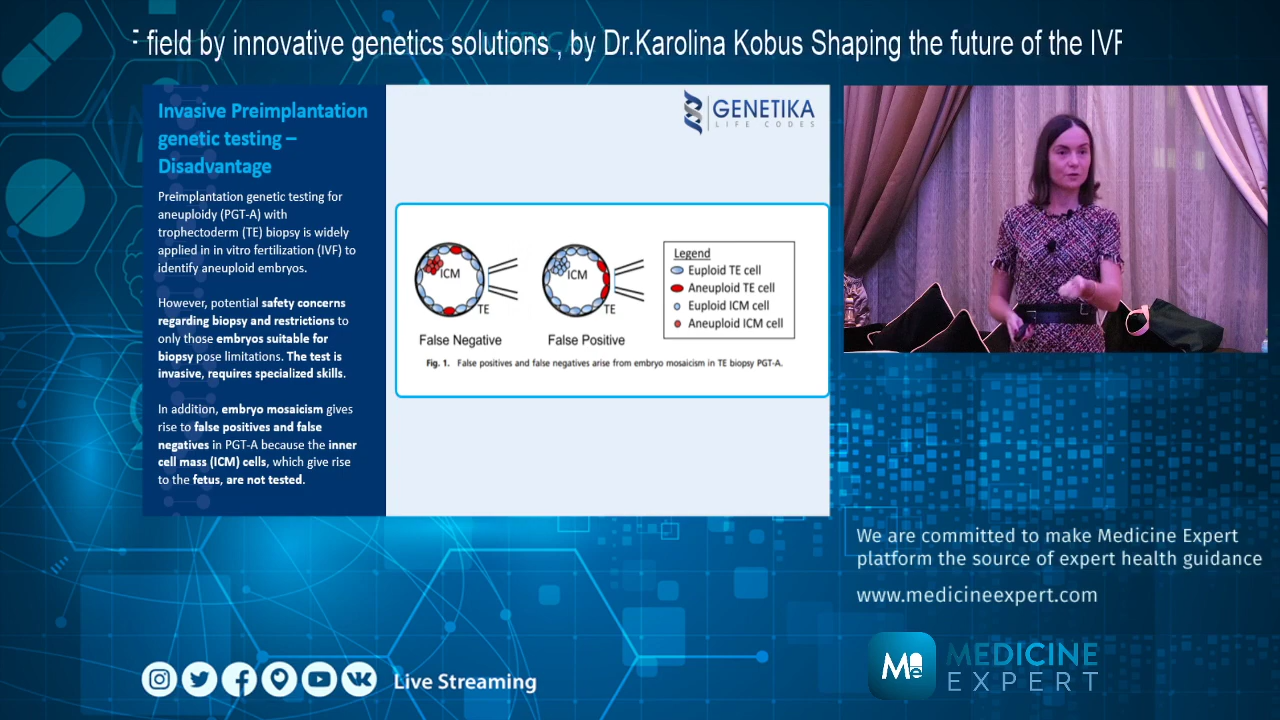 field by innovative genetics solutions , by Dr.Karolina Kobus Shaping the future of the IVF
Invasive Preimplantation
genetic testing –
Disadvantage
Preimplantation genetic testing for
aneuploidy (PGT-A) with
trophectoderm (TE) biopsy is widely
applied in in vitro fertilization (IVF) to
identify aneuploid embryos.
However, potential safety concerns
regarding biopsy and restrictions to
only those embryos suitable for
biopsy pose limitations. The test is
invasive, requires specialized skills.
In addition, embryo mosaicism gives
rise to false positives and false
negatives in PGT-A because the inner
cell mass (ICM) cells, which give rise
to the fetus, are not tested.
GENETIKA
LIFE CODES
ICM
TE
False Negative
ICM
TE
False Positive
Legend
Euploid TE cell
Aneuploid TE cell
Euploid ICM cell
Aneuploid ICM cell
Fig. 1. False positives and false negatives arise from embryo mosaicism in TE biopsy PGT-A.
We are committed to make Medicine Expert
platform the source of expert health guidance
www.medicineexpert.com
Me
MEDICINE
EXPERT
Live Streaming